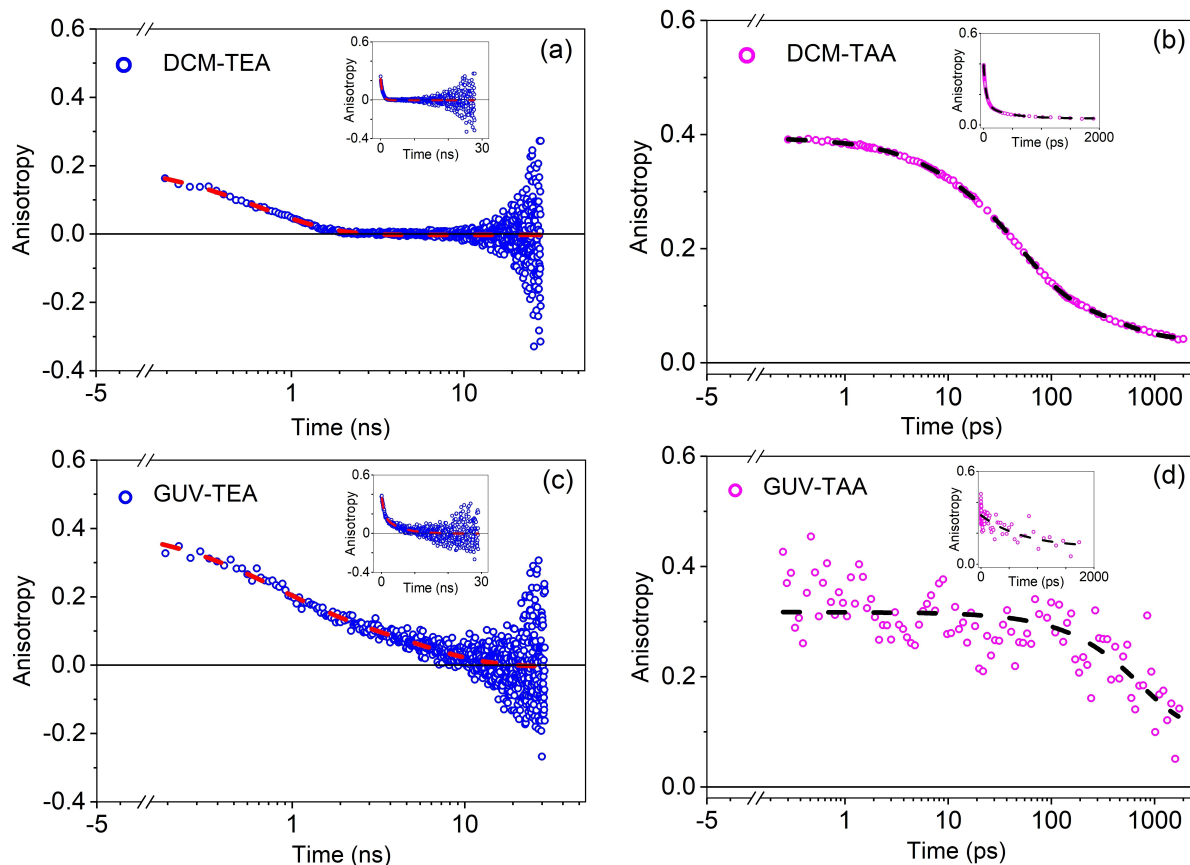 (a)
DCM-TEA
Anisotropy
0.6
0.4
0.2
0.0
-0.2
-0.4
-5
1
10
Time (ns)
Anisotropy
0.6
0
-0.4
0
30
Time (ns)
(b)
DCM-TAA
Anisotropy
0.6
0.4
0.2
0.0
-5
1
10
100
1000
Time (ps)
Anisotropy
0.6
0.0
0
2000
Time (ps)
(c)
GUV-TEA
Anisotropy
0.6
0.4
0.2
0.0
-0.2
-0.4
-5
1
10
Time (ns)
Anisotropy
0.6
0
-0.4
0
30
Time (ns)
(d)
GUV-TAA
Anisotropy
0.6
0.4
0.2
0.0
-5
1
10
100
1000
Time (ps)
Anisotropy
0.6
0.0
0
2000
Time (ps)